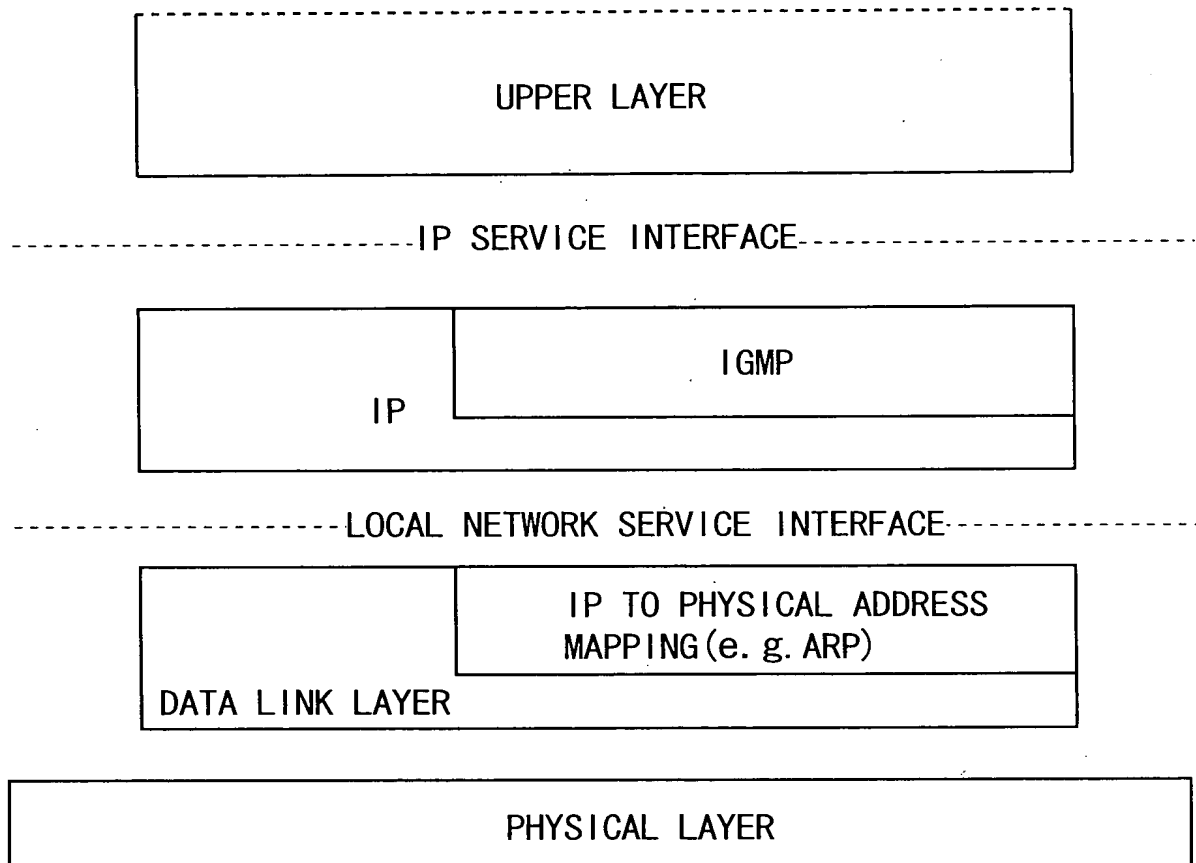 UPPER LAYER
IP SERVICE INTERFACE
IGMP
IP
LOCAL NETWORK SERVICE INTERFACE
IP TO PHYSICAL ADDRESS
MAPPING(e.g.ARP)
DATA LINK LAYER
PHYSICAL LAYER